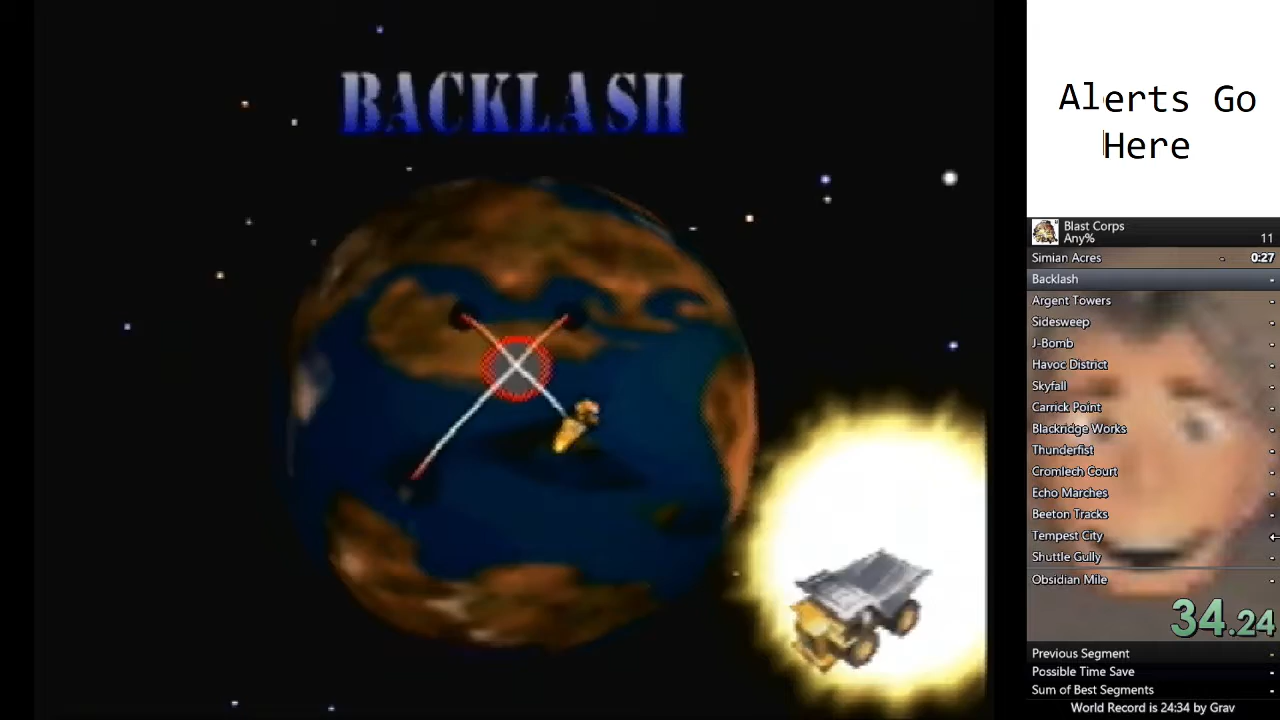 BACKLASH
Alerts Go
Here
Blast Corps
Any% 11
Simian Acres - 0:27
Backlash -
Argent Towers -
Sidesweep -
J-Bomb -
Havoc District -
Skyfall -
Carrick Point -
Blackridge Works -
Thunderfist -
Cromlech Court -
Echo Marches -
Beeton Tracks -
Tempest City -
Shuttle Gully -
Obsidian Mile -
34.24
Previous Segment -
Possible Time Save -
Sum of Best Segments -
World Record is 24:34 by Grav